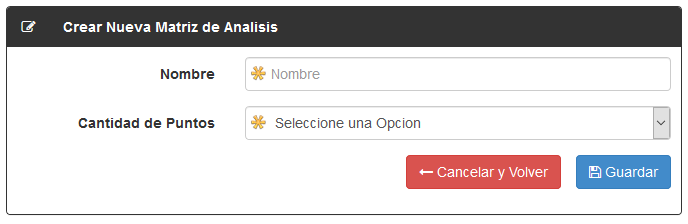 Crear Nueva Matriz de Analisis
Nombre
Nombre
Cantidad de Puntos
Seleccione una Opcion
Cancelar y Volver
Guardar